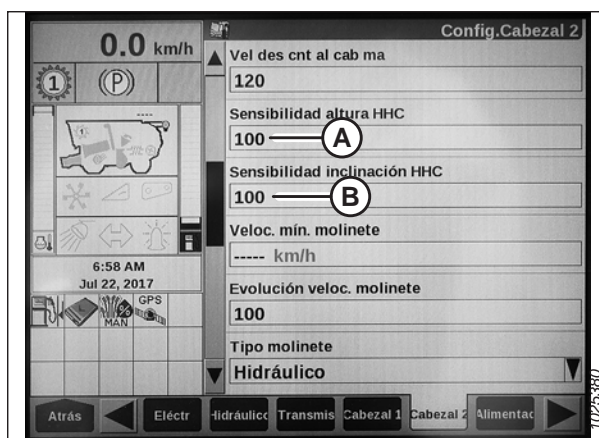 0.0 km/h
Config.Cabezal 2
1
(P)
Vel des cnt al cab ma
120
Sensibilidad altura HHC
100
A
Sensibilidad inclinación HHC
100
B
Veloc. mín. molinete
----- km/h
6:58 AM
Jul 22, 2017
Evolución veloc. molinete
100
GPS
MAN
%
Tipo molinete
Hidráulico
Atrás
Eléctr
Hidráulico
Transmis
Cabezal 1
Cabezal 2
Alimentac
1025380